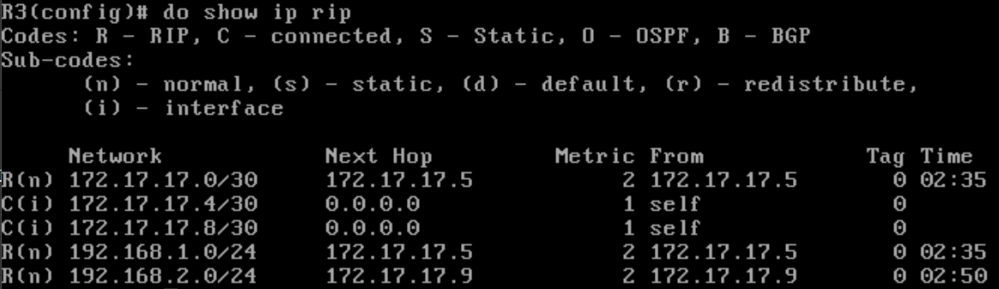 R3(config)# do show ip rip
Codes: R - RIP, C - connected, S - Static, O - OSPF, B - BGP
Sub-codes:
      (n) - normal, (s) - static, (d) - default, (r) - redistribute,
      (i) - interface

     Network            Next Hop         Metric From            Tag Time
R(n) 172.17.17.0/30     172.17.17.5           2 172.17.17.5       0 02:35
C(i) 172.17.17.4/30     0.0.0.0               1 self              0
C(i) 172.17.17.8/30     0.0.0.0               1 self              0
R(n) 192.168.1.0/24     172.17.17.5           2 172.17.17.5       0 02:35
R(n) 192.168.2.0/24     172.17.17.9           2 172.17.17.9       0 02:50